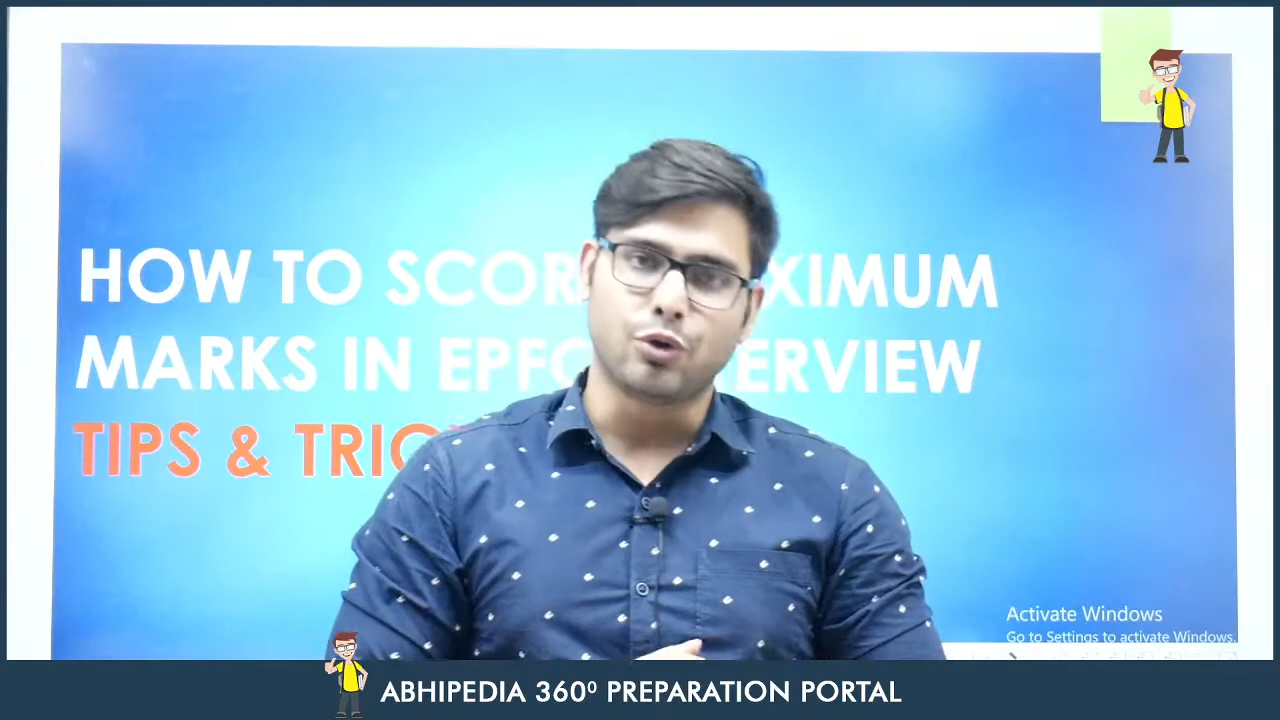 HOW TO SCOR XIMUM
MARKS IN EPF ERVIEW
TIPS & TRIC
Activate Windows
Go to Settings to activate Windows.
ABHIPEDIA 360⁰ PREPARATION PORTAL